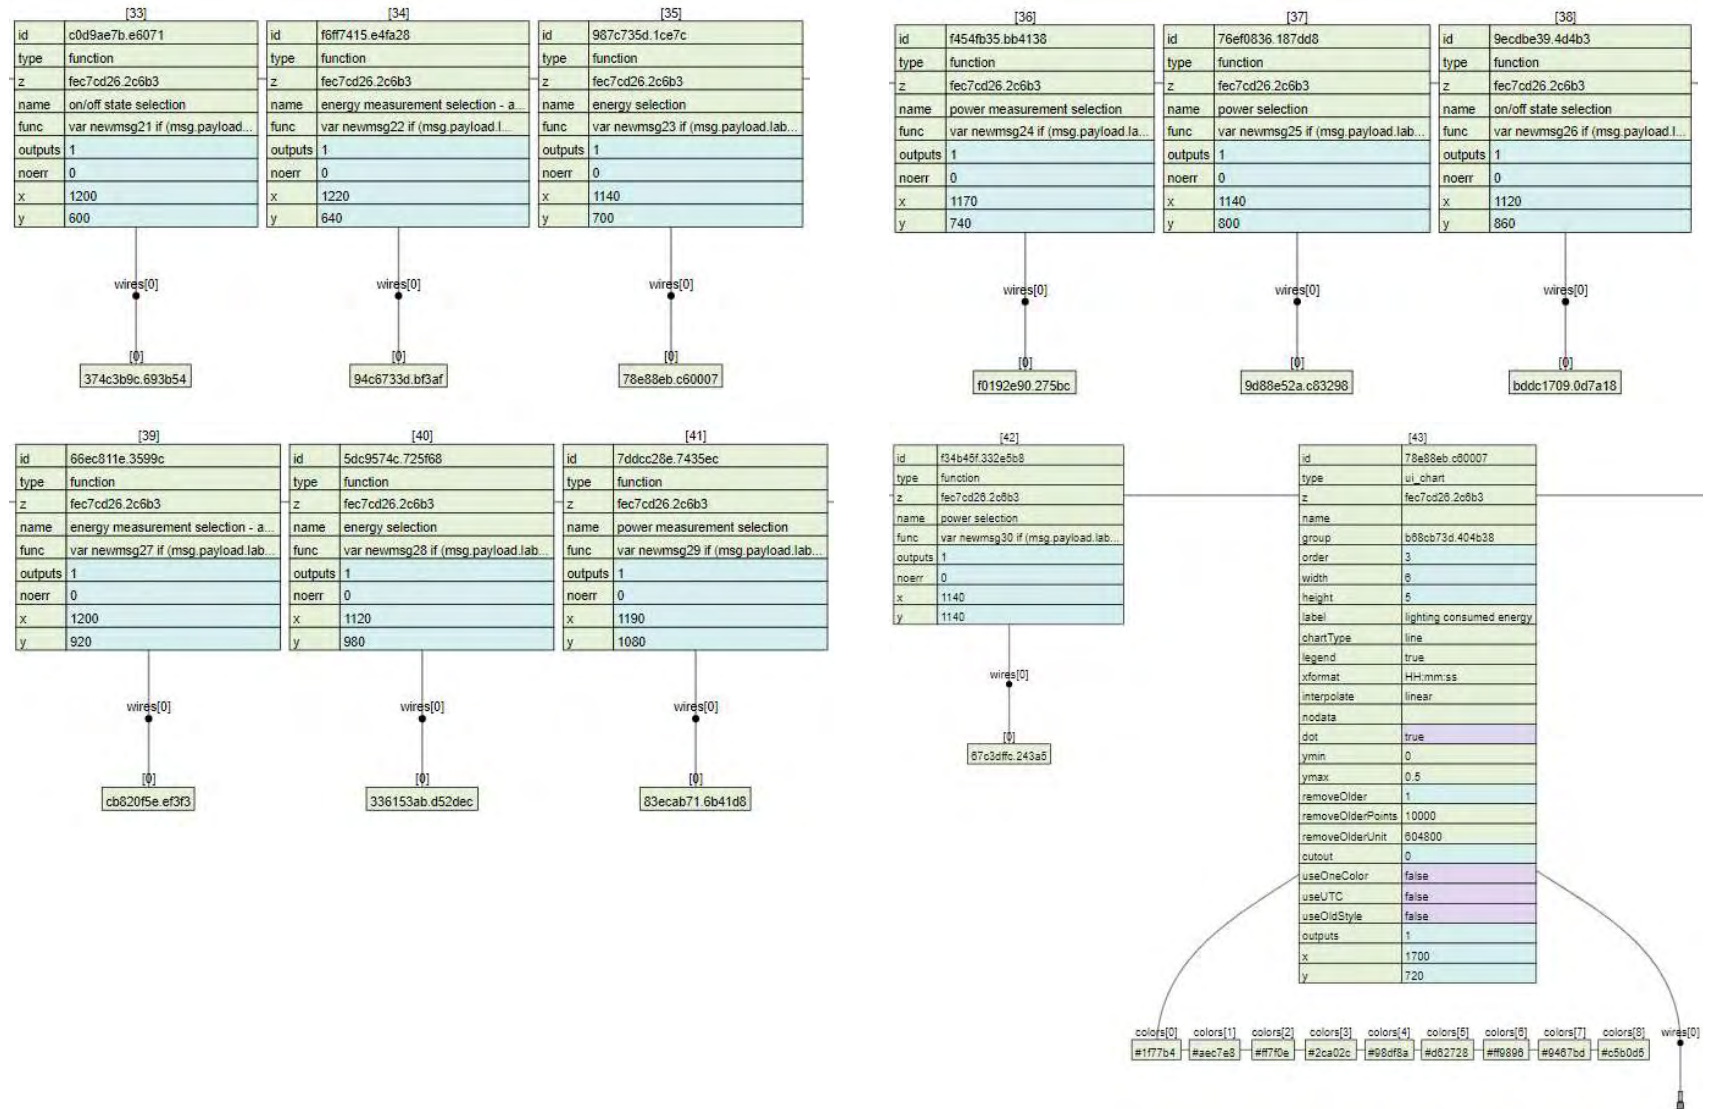 [33]
id c0d9ae7b.e6071
type function
z fec7cd26.2c6b3
name on/off state selection
func var newmsg21 if (msg.payload...
outputs 1
noerr 0
x 1200
y 600
wires[0]
[0]
374c3b9c.693b54
[34]
id f6ff7415.e4fa28
type function
z fec7cd26.2c6b3
name energy measurement selection - a...
func var newmsg22 if (msg.payload.l...
outputs 1
noerr 0
x 1220
y 640
wires[0]
[0]
94c6733d.bf3af
[35]
id 987c735d.1ce7c
type function
z fec7cd26.2c6b3
name energy selection
func var newmsg23 if (msg.payload.lab...
outputs 1
noerr 0
x 1140
y 700
wires[0]
[0]
78e88eb.c60007
[36]
id f454fb35.bb4138
type function
z fec7cd26.2c6b3
name power measurement selection
func var newmsg24 if (msg.payload.la...
outputs 1
noerr 0
x 1170
y 740
wires[0]
[0]
f0192e90.275bc
[37]
id 76ef0836.187dd8
type function
z fec7cd26.2c6b3
name power selection
func var newmsg25 if (msg.payload.lab...
outputs 1
noerr 0
x 1140
y 800
wires[0]
[0]
9d88e52a.c83298
[38]
id 9ecdbe39.4d4b3
type function
z fec7cd26.2c6b3
name on/off state selection
func var newmsg26 if (msg.payload.l...
outputs 1
noerr 0
x 1120
y 860
wires[0]
[0]
bddc1709.0d7a18
[39]
id 66ec811e.3599c
type function
z fec7cd26.2c6b3
name energy measurement selection - a...
func var newmsg27 if (msg.payload.lab...
outputs 1
noerr 0
x 1200
y 920
wires[0]
[0]
cb820f5e.ef3f3
[40]
id 5dc9574c.725f68
type function
z fec7cd26.2c6b3
name energy selection
func var newmsg28 if (msg.payload.lab...
outputs 1
noerr 0
x 1120
y 980
wires[0]
[0]
336153ab.d52dec
[41]
id 7ddcc28e.7435ec
type function
z fec7cd26.2c6b3
name power measurement selection
func var newmsg29 if (msg.payload.lab...
outputs 1
noerr 0
x 1190
y 1080
wires[0]
[0]
83ecab71.6b41d8
[42]
id f34b45f.332e5b8
type function
z fec7cd26.2c6b3
name power selection
func var newmsg30 if (msg.payload.lab...
outputs 1
noerr 0
x 1140
y 1140
wires[0]
[0]
67c3dffc.243a5
[43]
id 78e88eb.c60007
type ui_chart
z fec7cd26.2c6b3
name
group b68cb73d.404b38
order 3
width 6
height 5
label lighting consumed energy
chartType line
legend true
xformat HH:mm:ss
interpolate linear
nodata
dot true
ymin 0
ymax 0.5
removeOlder 1
removeOlderPoints 10000
removeOlderUnit 604800
cutout 0
useOneColor false
useUTC false
useOldStyle false
outputs 1
x 1700
y 720
colors[0] colors[1] colors[2] colors[3] colors[4] colors[5] colors[6] colors[7] colors[8] wires[0]
#1f77b4 #aec7e8 #ff7f0e #2ca02c #98df8a #d62728 #ff9896 #9467bd #c5b0d5